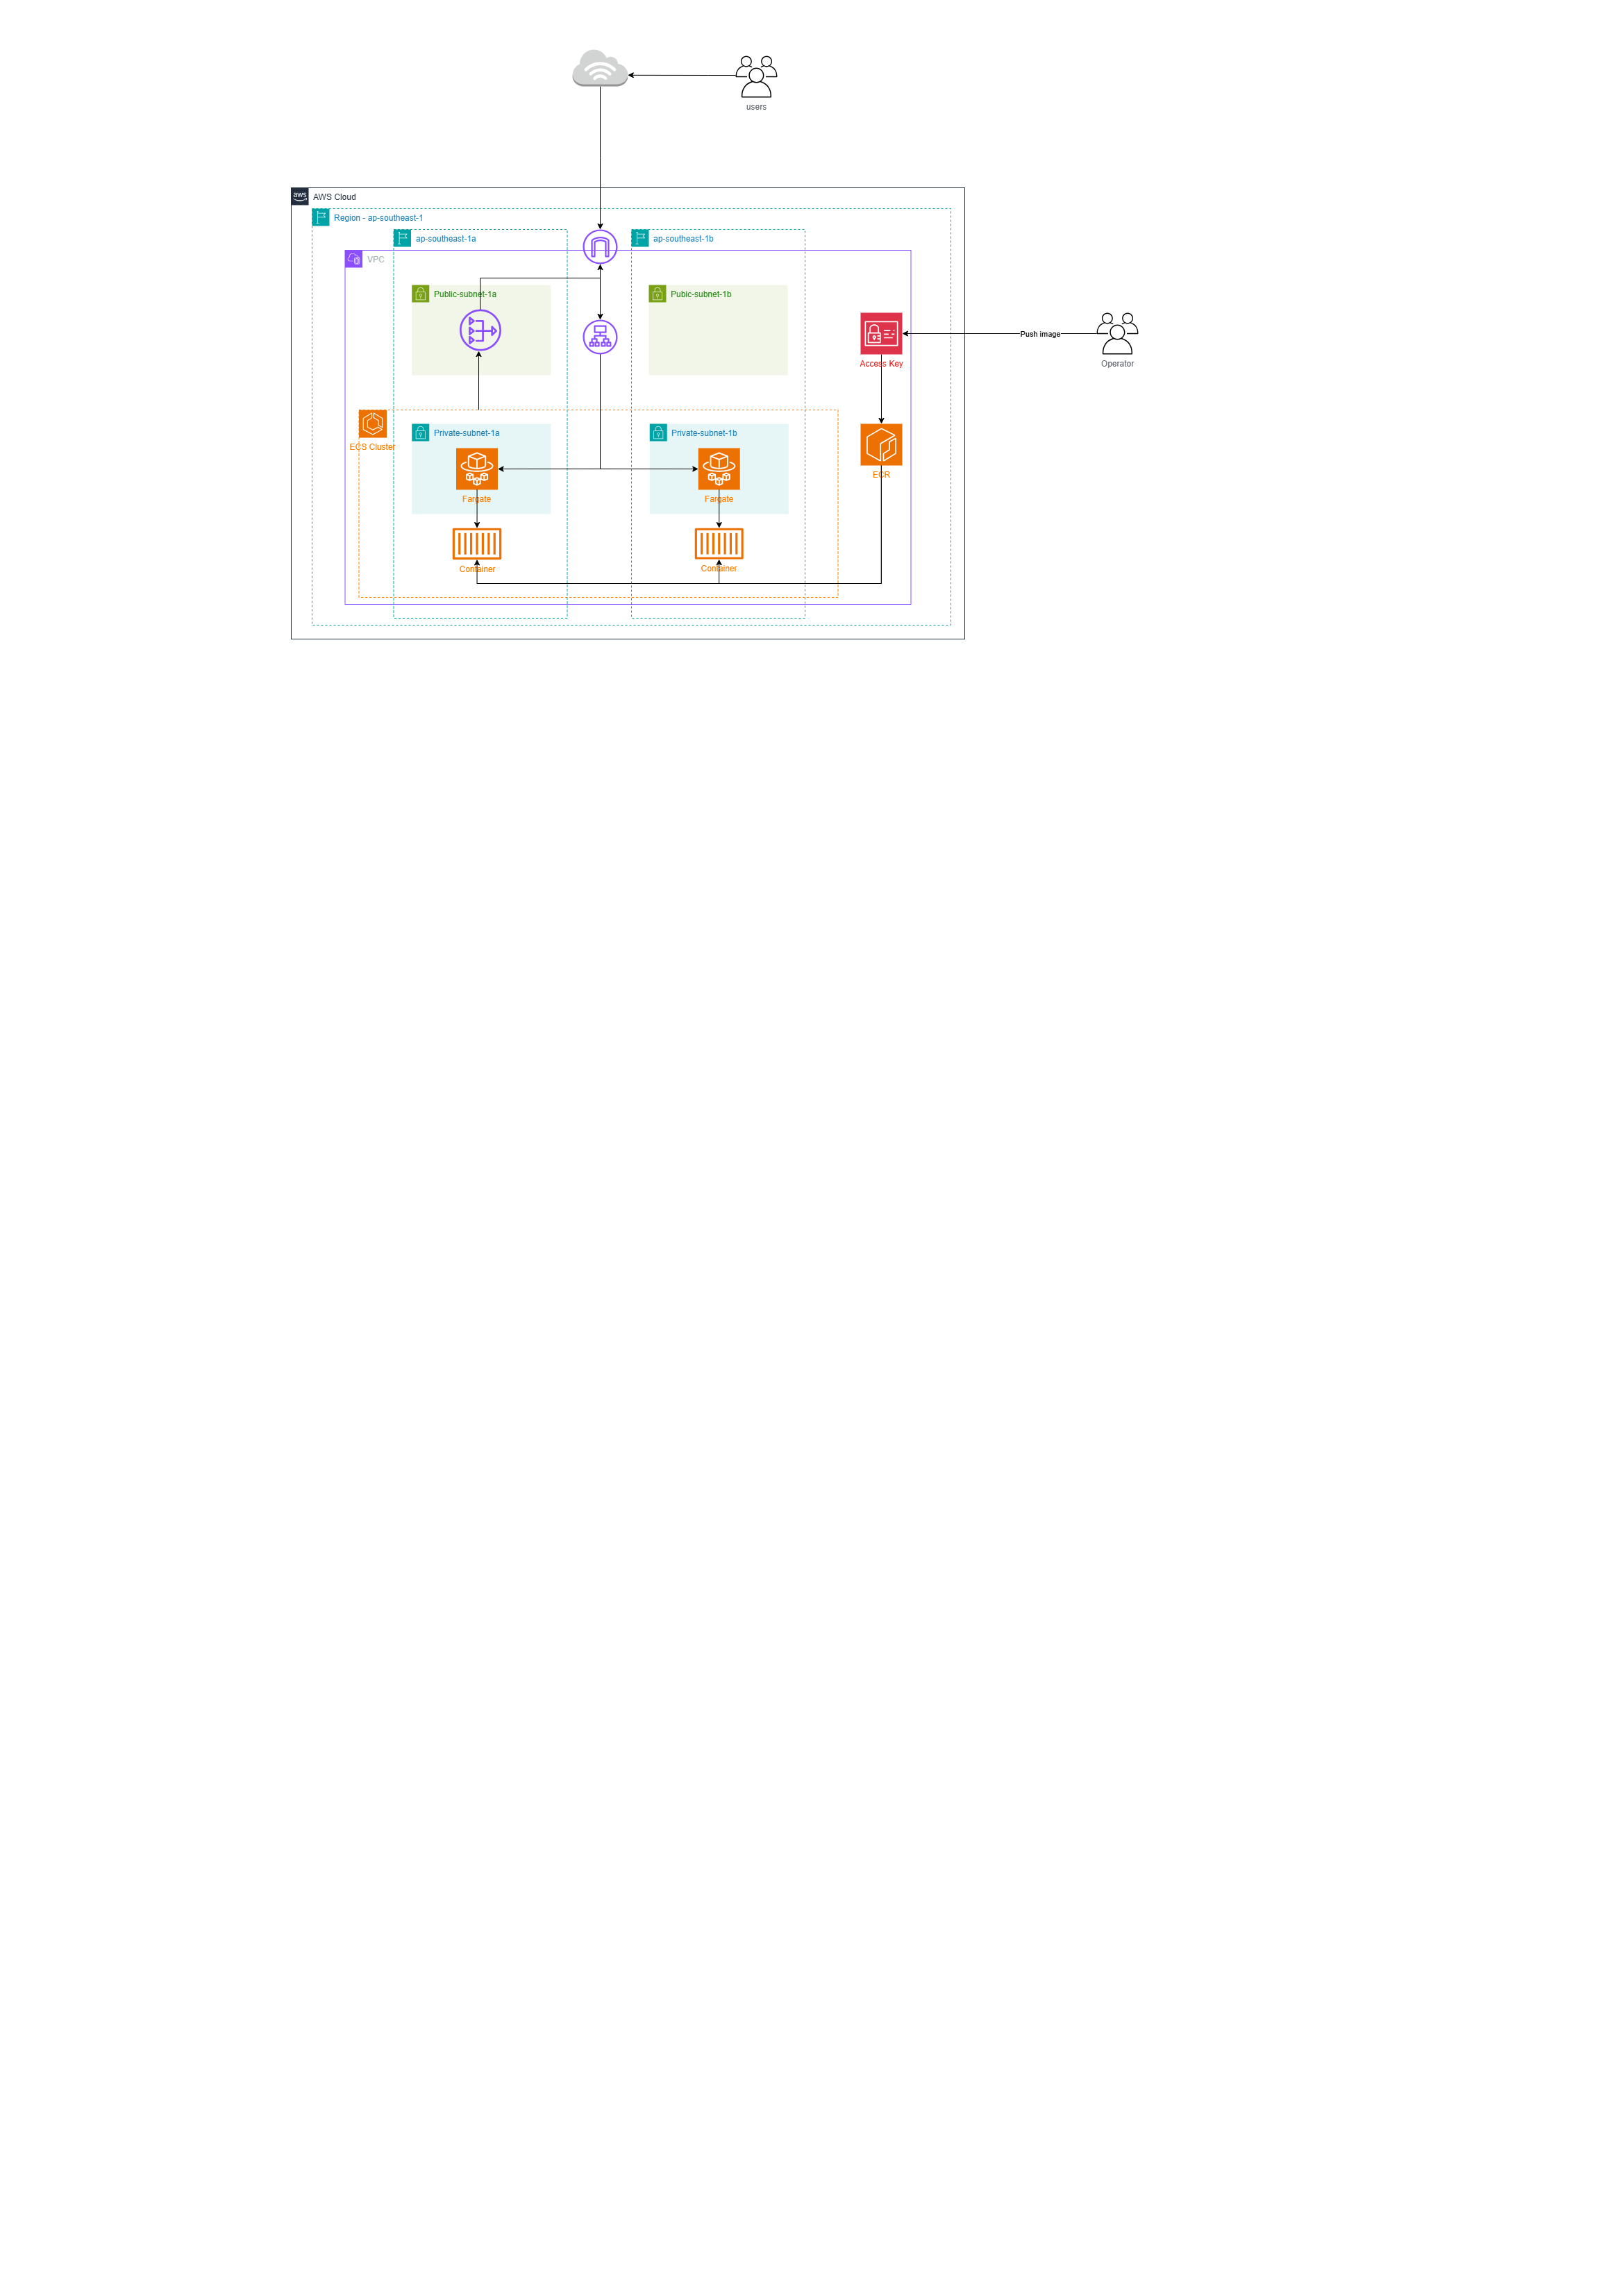 users
aws
AWS Cloud
Region - ap-southeast-1
ap-southeast-1a
ap-southeast-1b
VPC
Public-subnet-1a
Pubic-subnet-1b
Push image
Access Key
Operator
ECS Cluster
Private-subnet-1a
Private-subnet-1b
ECR
Fargate
Fargate
Container
Container